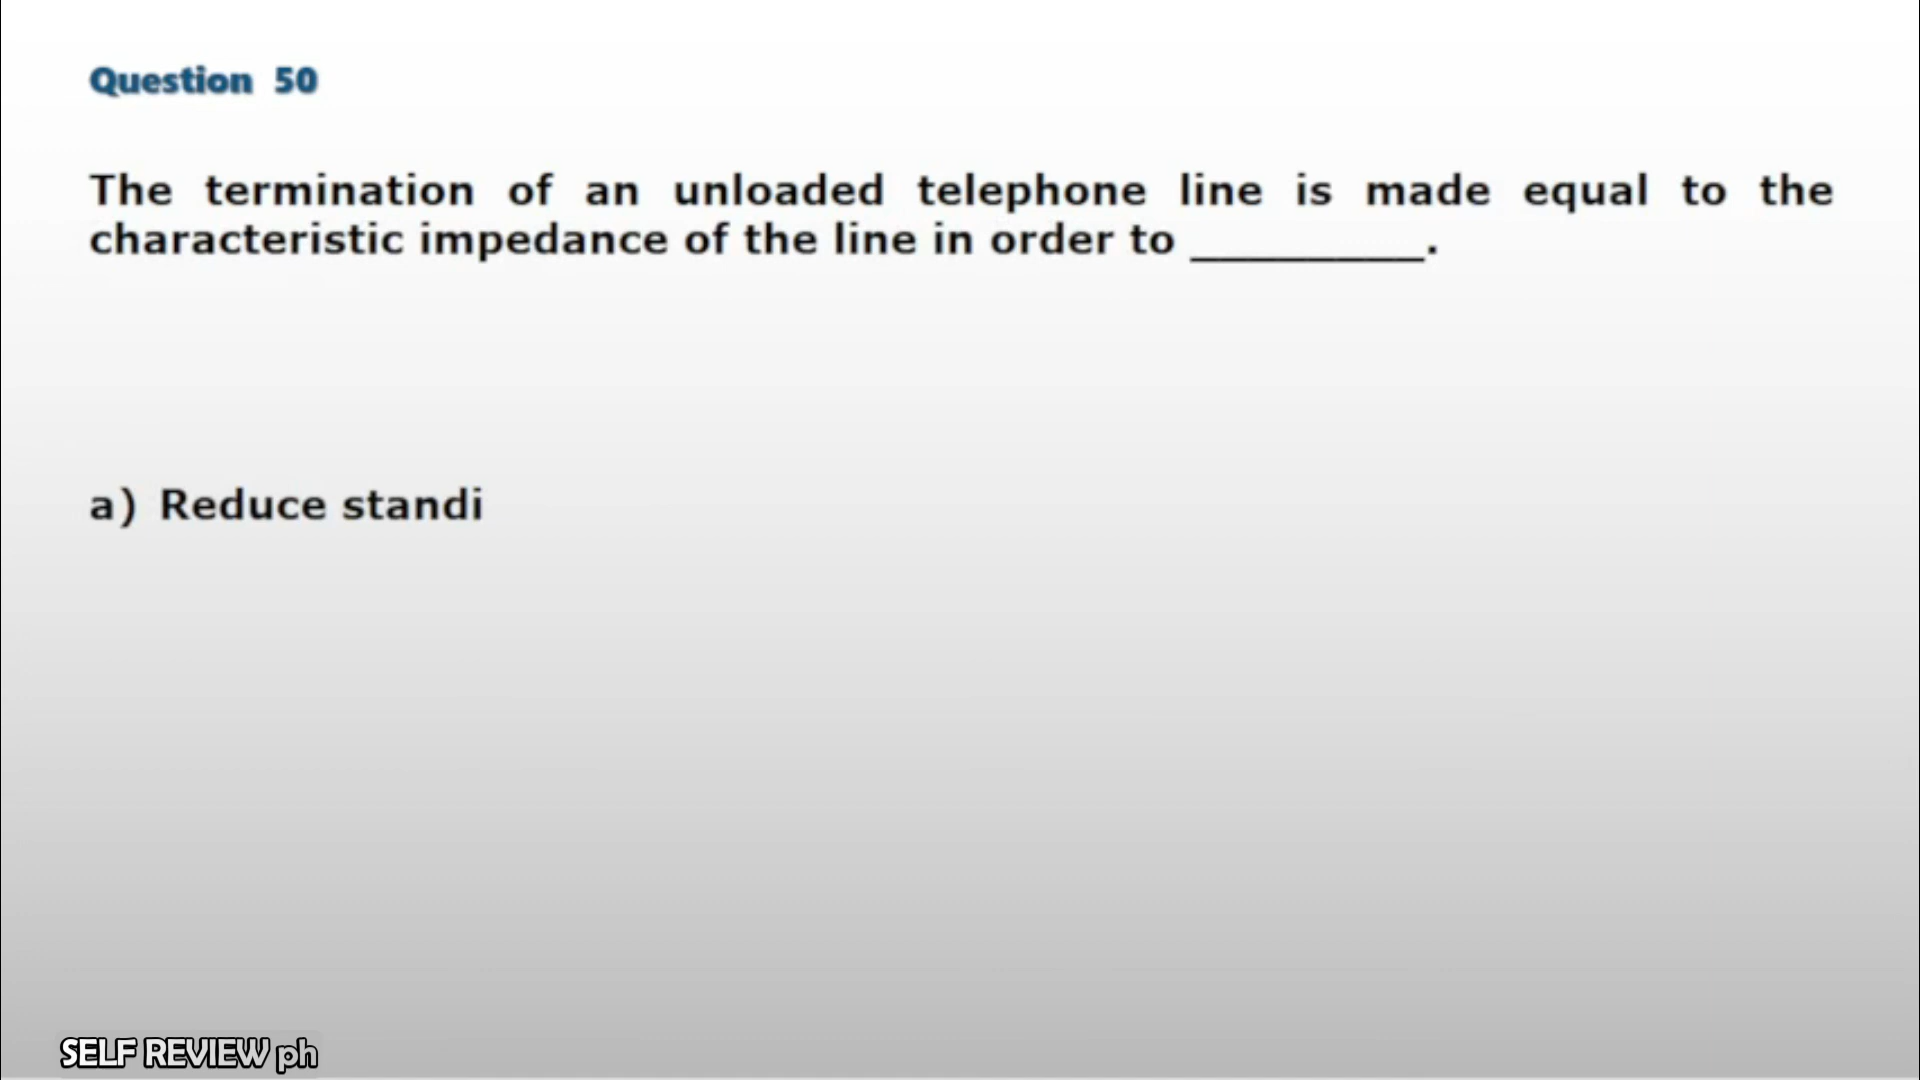 Question 50
The termination of an unloaded telephone line is made equal to the
characteristic impedance of the line in order to __________.
a) Reduce standi
SELF REVIEW ph